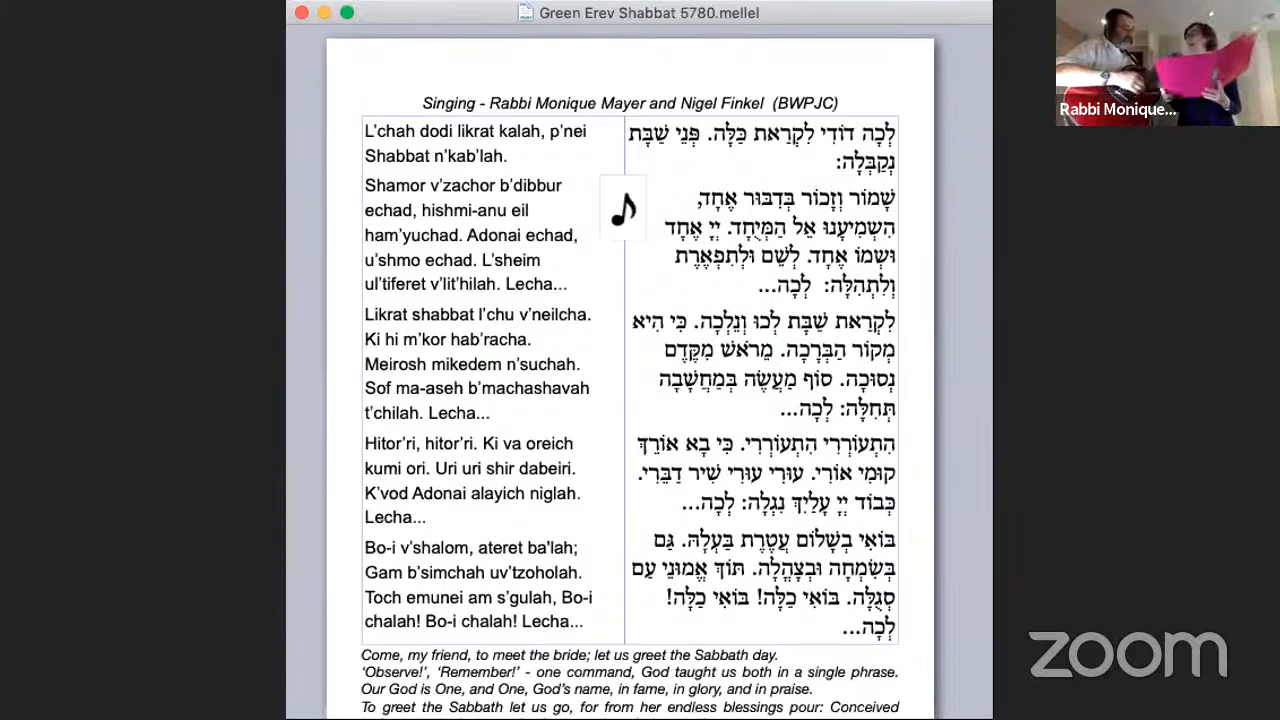 Green Erev Shabbat 5780.mellel
Rabbi Monique...
Singing - Rabbi Monique Mayer and Nigel Finkel (BWPJC)
L'chah dodi likrat kalah, p'nei
Shabbat n'kab'lah.
Shamor v'zachor b'dibbur
echad, hishmi-anu eil
ham'yuchad. Adonai echad,
u'shmo echad. L'sheim
ul'tiferet v'lit'hilah. Lecha...
Likrat shabbat l'chu v'neilcha.
Ki hi m'kor hab'racha.
Meirosh mikedem n'suchah.
Sof ma-aseh b'machashavah
t'chilah. Lecha...
Hitor'ri, hitor'ri. Ki va oreich
kumi ori. Uri uri shir dabeiri.
K'vod Adonai alayich niglah.
Lecha...
Bo-i v'shalom, ateret ba'lah;
Gam b'simchah uv'tzoholah.
Toch emunei am s'gulah, Bo-i
chalah! Bo-i chalah! Lecha...
לְכָה דוֹדִי לִקְרַאת כַּלָּה. פְּנֵי שַׁבָּת
נְקַבְּלָה:
שָׁמוֹר וְזָכוֹר בְּדִבּוּר אֶחָד,
הִשְׁמִיעָנוּ אֵל הַמְּיֻחָד. יְיָ אֶחָד
וּשְׁמוֹ אֶחָד. לְשֵׁם וּלְתִפְאֶרֶת
וְלִתְהִלָּה: לְכָה...
לִקְרַאת שַׁבָּת לְכוּ וְנֵלְכָה. כִּי הִיא
מְקוֹר הַבְּרָכָה. מֵרֹאשׁ מִקֶּדֶם
נְסוּכָה. סוֹף מַעֲשֶׂה בְּמַחֲשָׁבָה
תְּחִלָּה: לְכָה...
הִתְעוֹרְרִי הִתְעוֹרְרִי. כִּי בָא אוֹרֵךְ
קוּמִי אוֹרִי. עוּרִי עוּרִי שִׁיר דַּבֵּרִי.
כְּבוֹד יְיָ עָלַיִךְ נִגְלָה: לְכָה...
בּוֹאִי בְשָׁלוֹם עֲטֶרֶת בַּעְלָהּ. גַּם
בְּשִׂמְחָה וּבְצָהֳלָה. תּוֹךְ אֱמוּנֵי עַם
סְגֻלָּה. בּוֹאִי כַלָּה! בּוֹאִי כַלָּה!
לְכָה...
Come, my friend, to meet the bride; let us greet the Sabbath day.
'Observe!', 'Remember!' - one command, God taught us both in a single phrase.
Our God is One, and One, God's name, in fame, in glory, and in praise.
To greet the Sabbath let us go, for from her endless blessings pour: Conceived
zoom